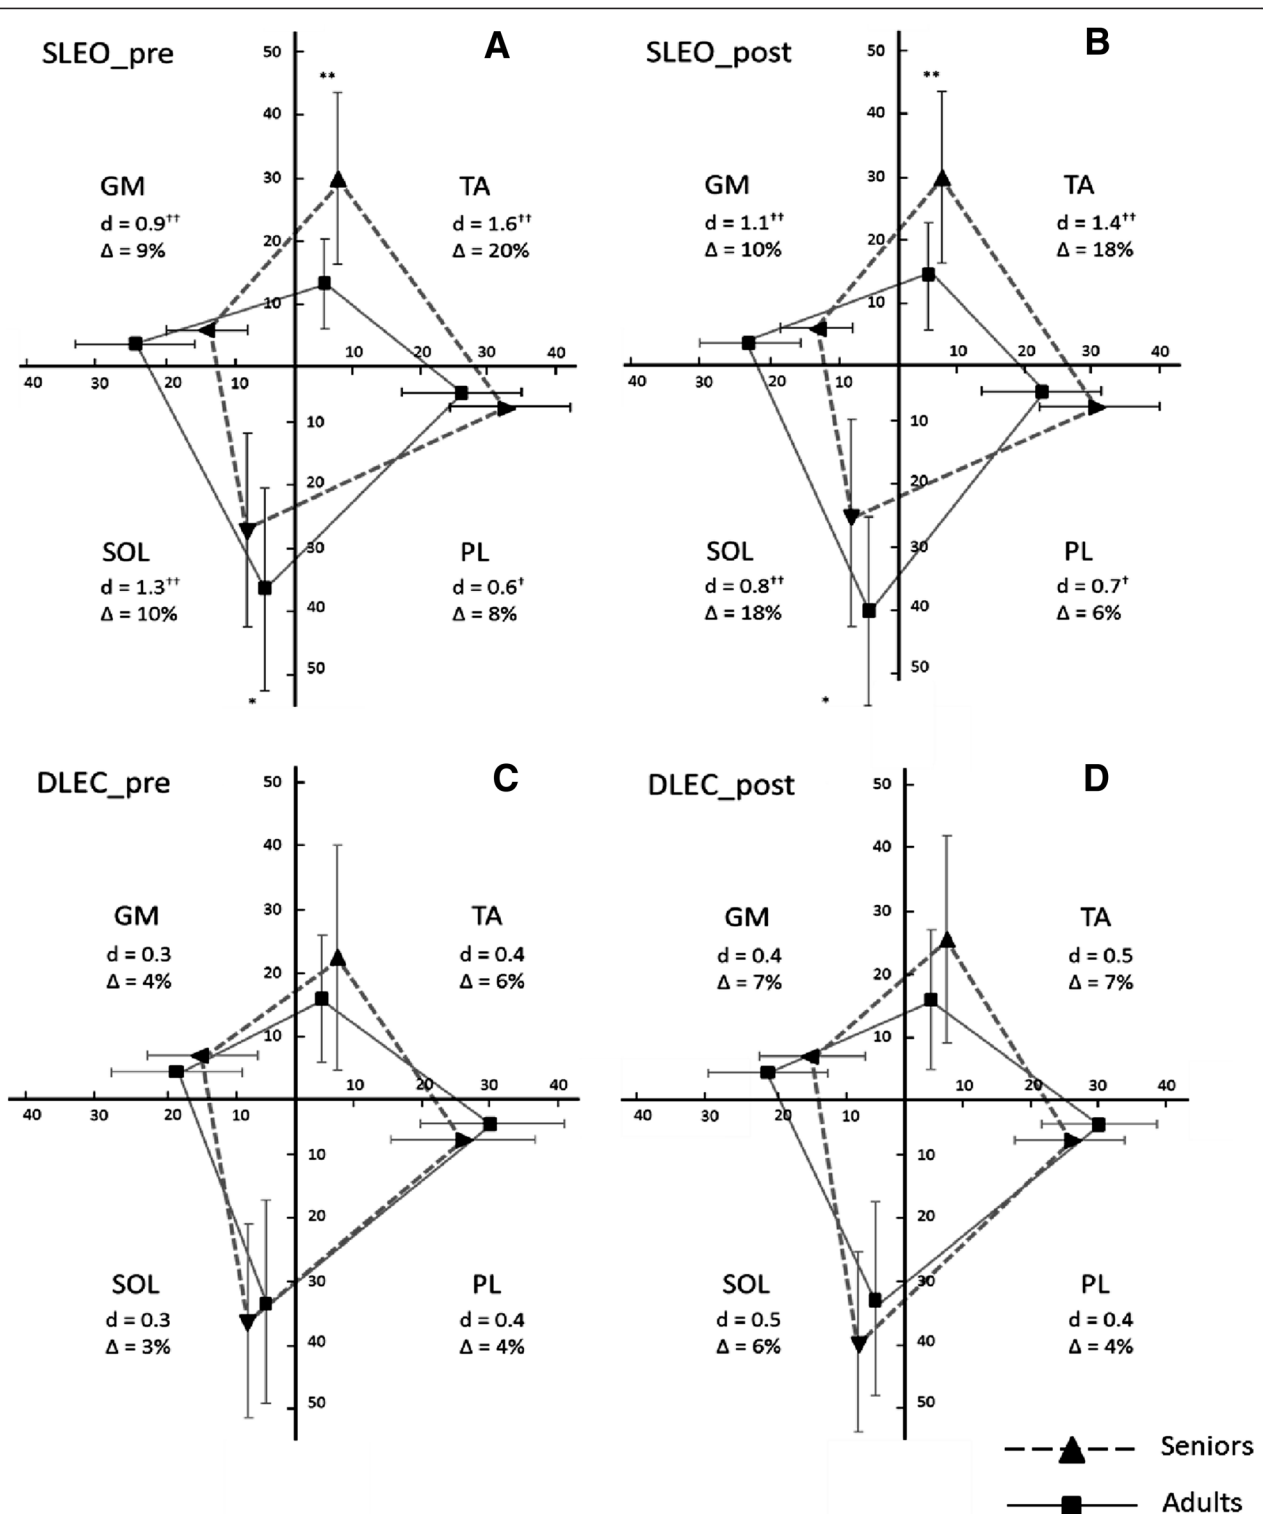 SLEO_pre
A
**
50
40
30
20
10
GM
d = 0.9††
Δ = 9%
TA
d = 1.6††
Δ = 20%
10 20 30 40
40 30 20 10
10
20
30
40
50
SOL
d = 1.3††
Δ = 10%
PL
d = 0.6†
Δ = 8%
*
SLEO_post
B
**
50
40
30
20
10
GM
d = 1.1††
Δ = 10%
TA
d = 1.4††
Δ = 18%
10 20 30 40
40 30 20 10
10
20
30
40
50
SOL
d = 0.8††
Δ = 18%
PL
d = 0.7†
Δ = 6%
*
DLEC_pre
C
50
40
30
20
10
GM
d = 0.3
Δ = 4%
TA
d = 0.4
Δ = 6%
10 20 30 40
40 30 20 10
10
20
30
40
50
SOL
d = 0.3
Δ = 3%
PL
d = 0.4
Δ = 4%
DLEC_post
D
50
40
30
20
10
GM
d = 0.4
Δ = 7%
TA
d = 0.5
Δ = 7%
10 20 30 40
40 30 20 10
10
20
30
40
50
SOL
d = 0.5
Δ = 6%
PL
d = 0.4
Δ = 4%
Seniors
Adults